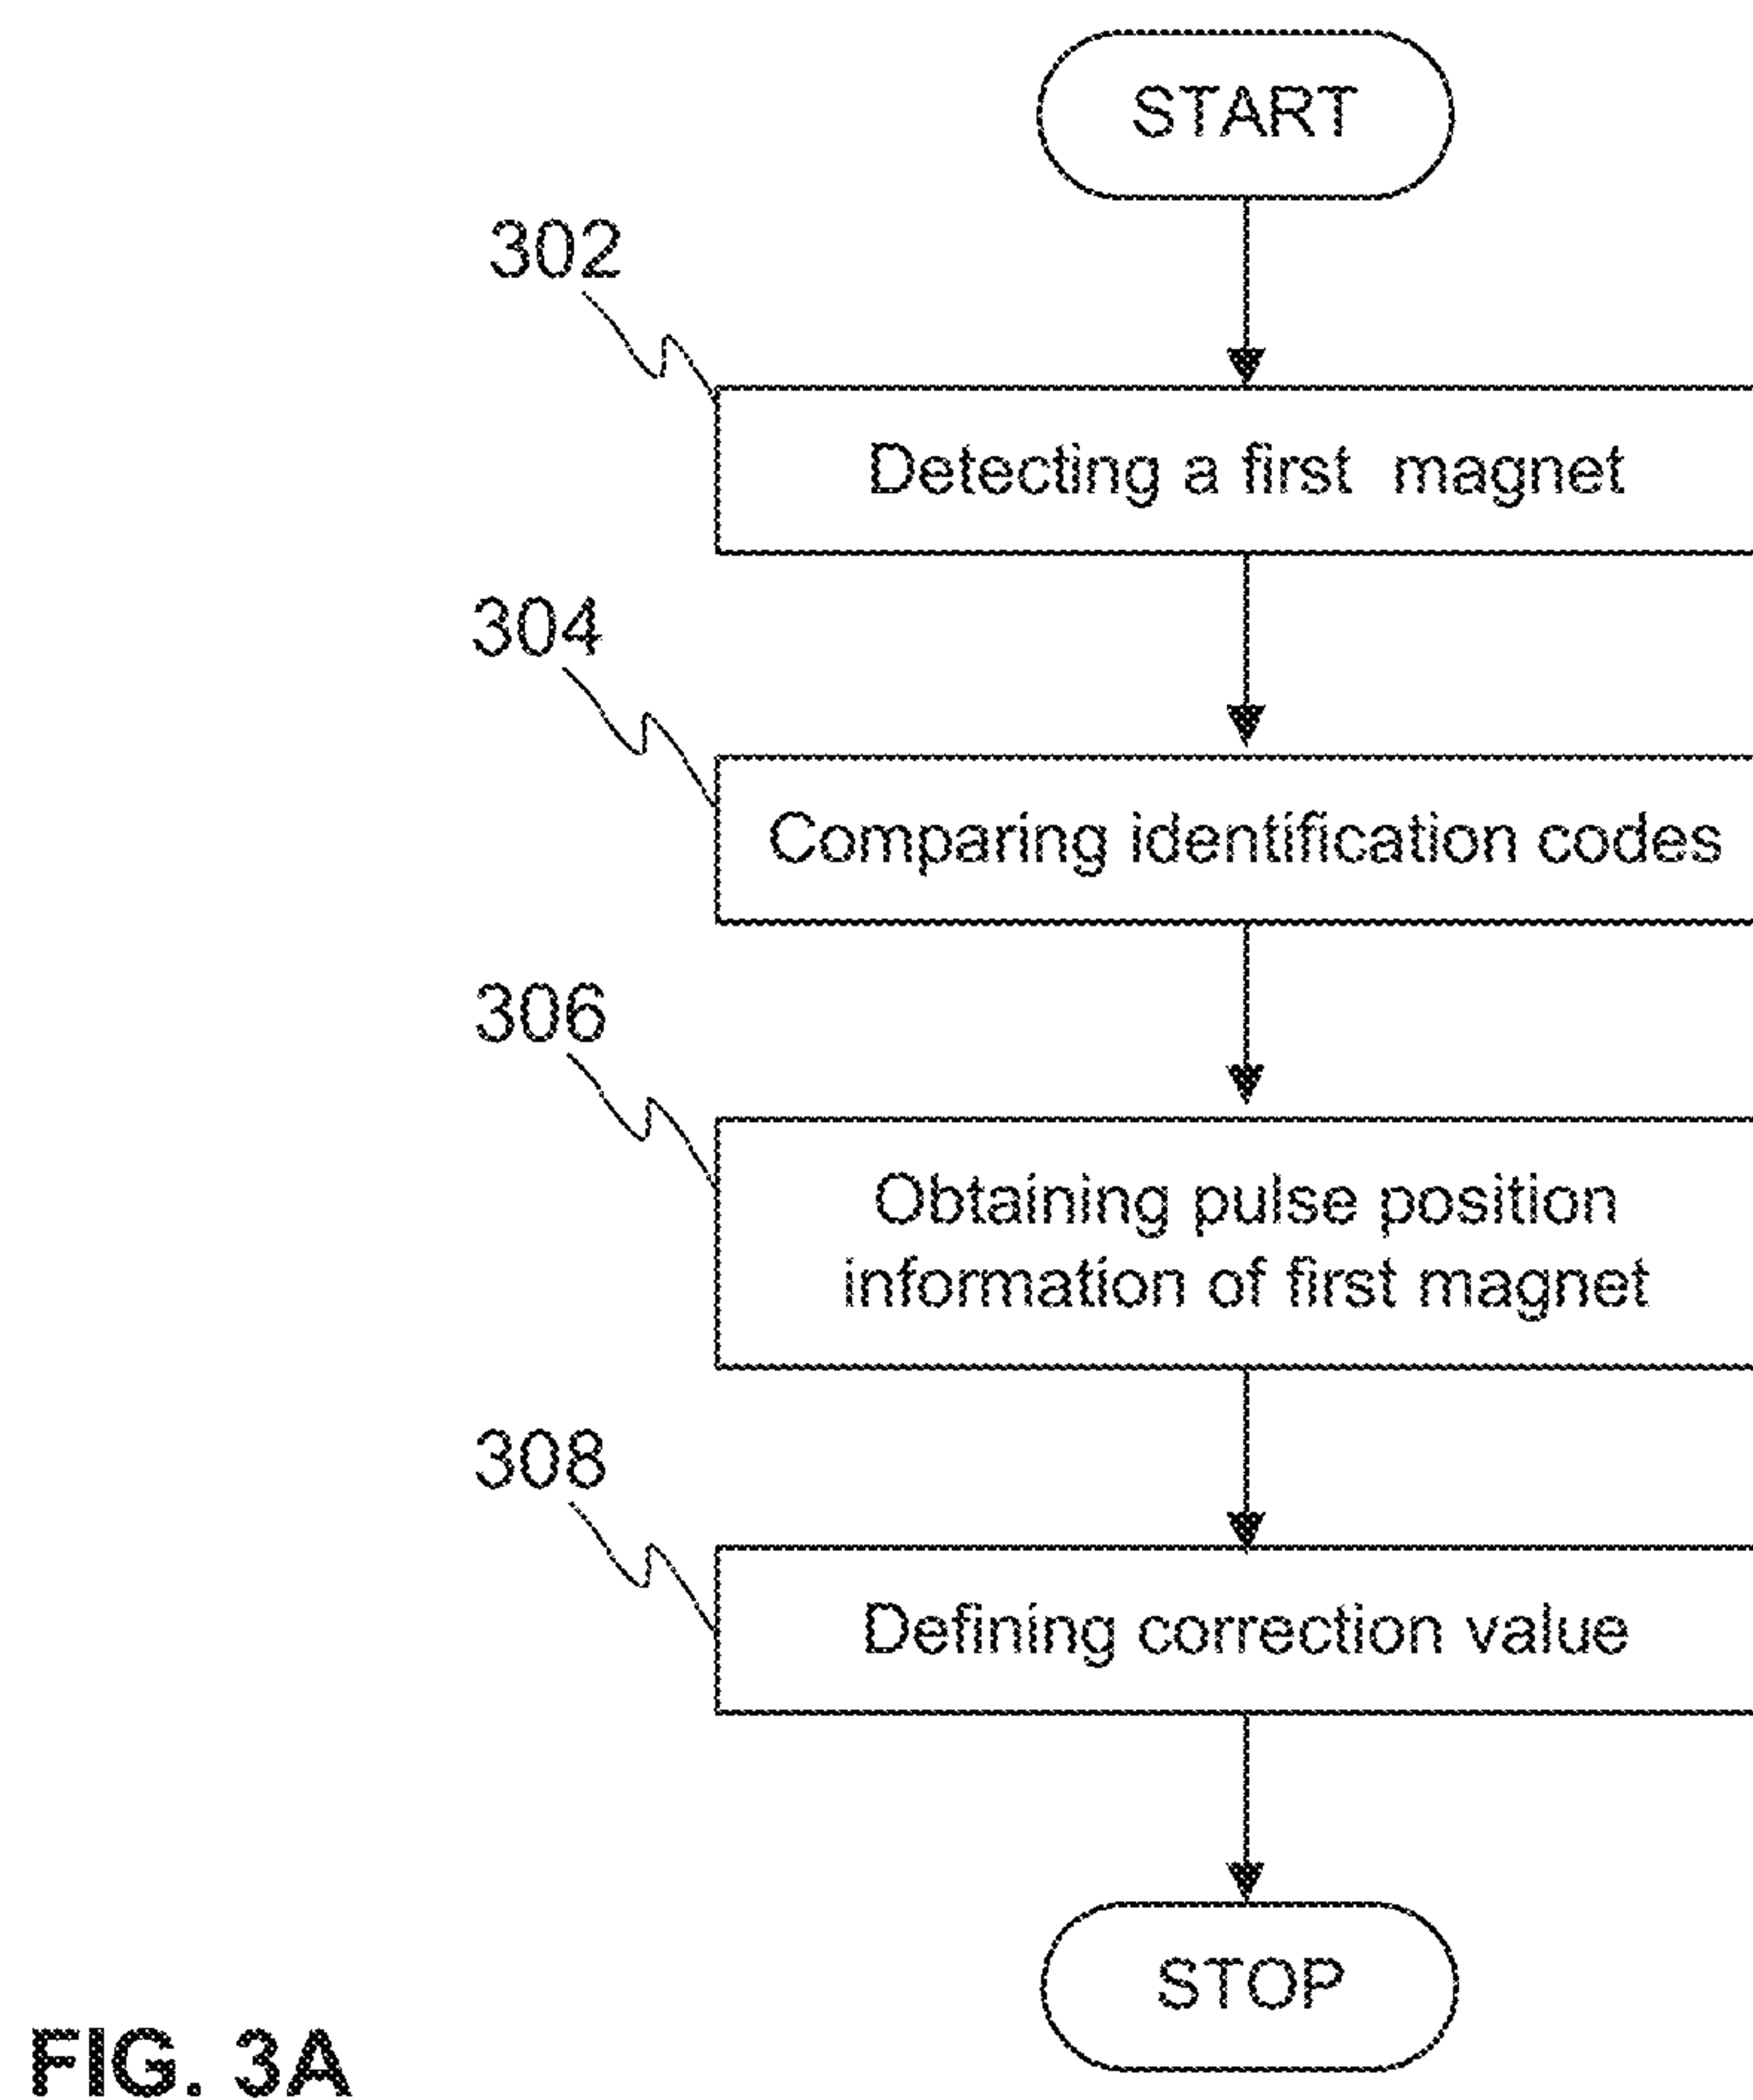 START
302
Detecting a first magnet
304
Comparing identification codes
306
Obtaining pulse position
information of first magnet
308
Defining correction value
STOP
FIG. 3A